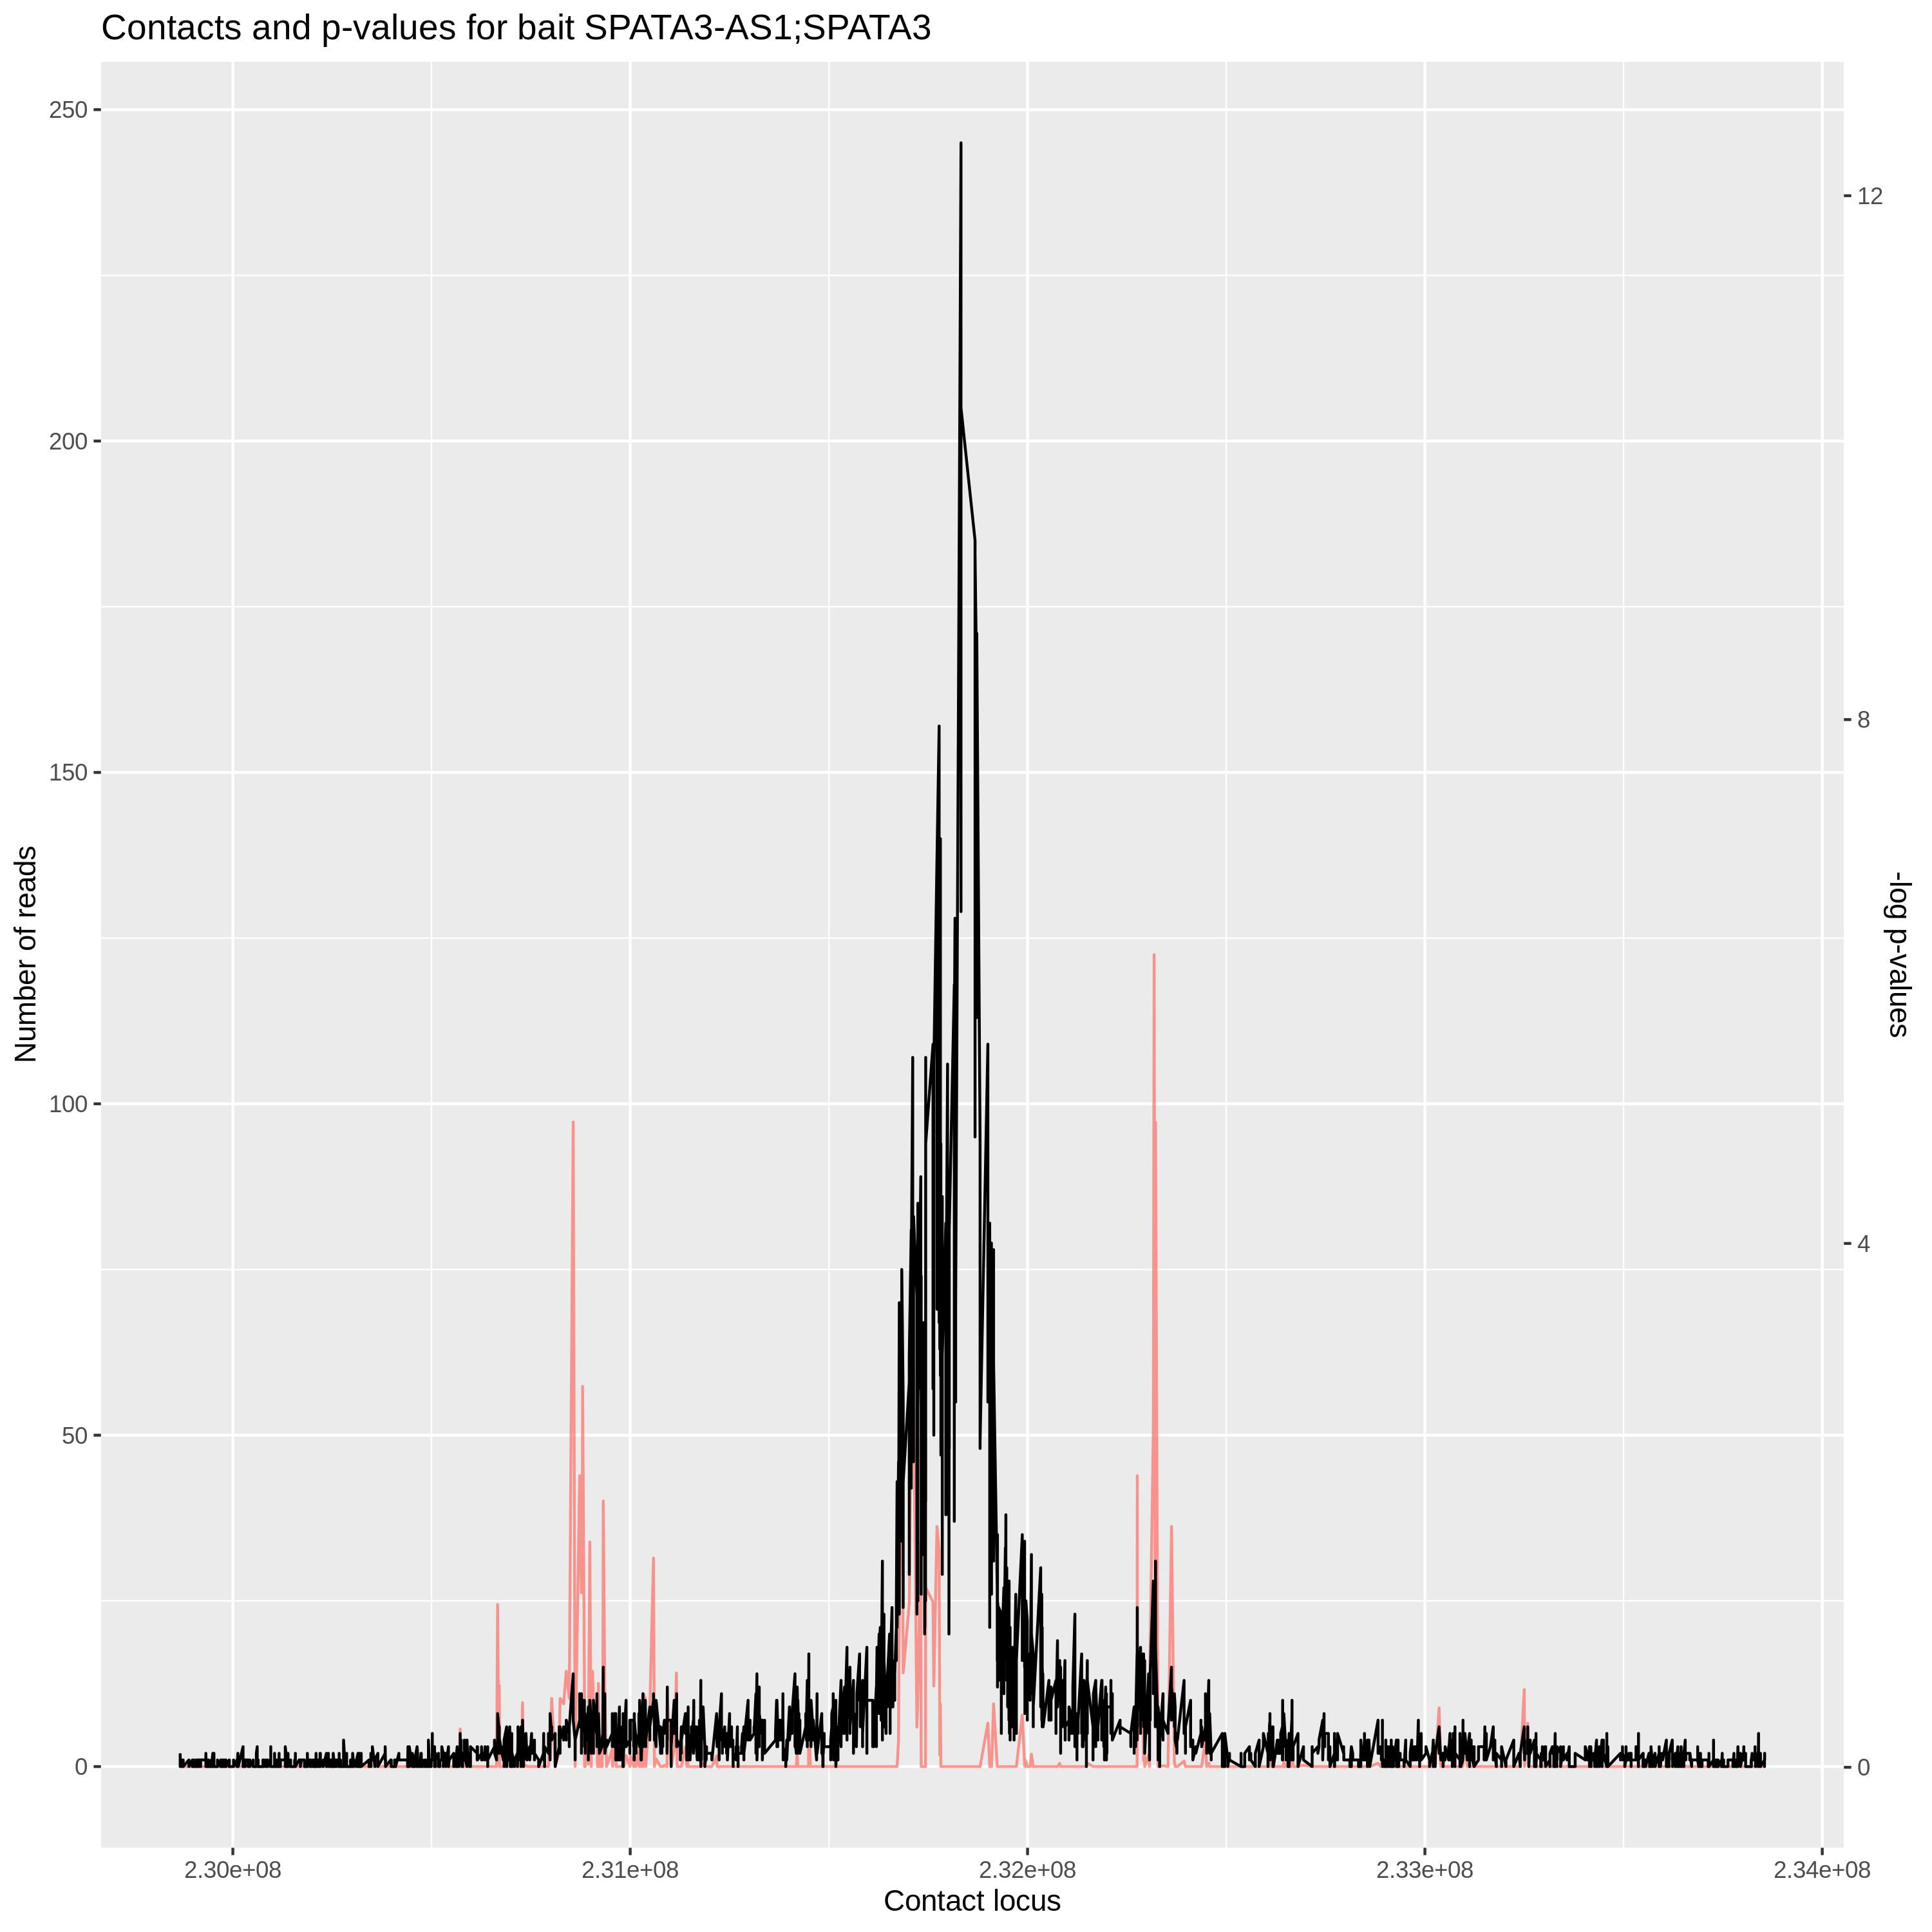 Contacts and p-values for bait SPATA3-AS1;SPATA3
250
200
150
100
50
0
Number of reads
12
8
4
0
-log p-values
2.30e+08 2.31e+08 2.32e+08 2.33e+08 2.34e+08
Contact locus